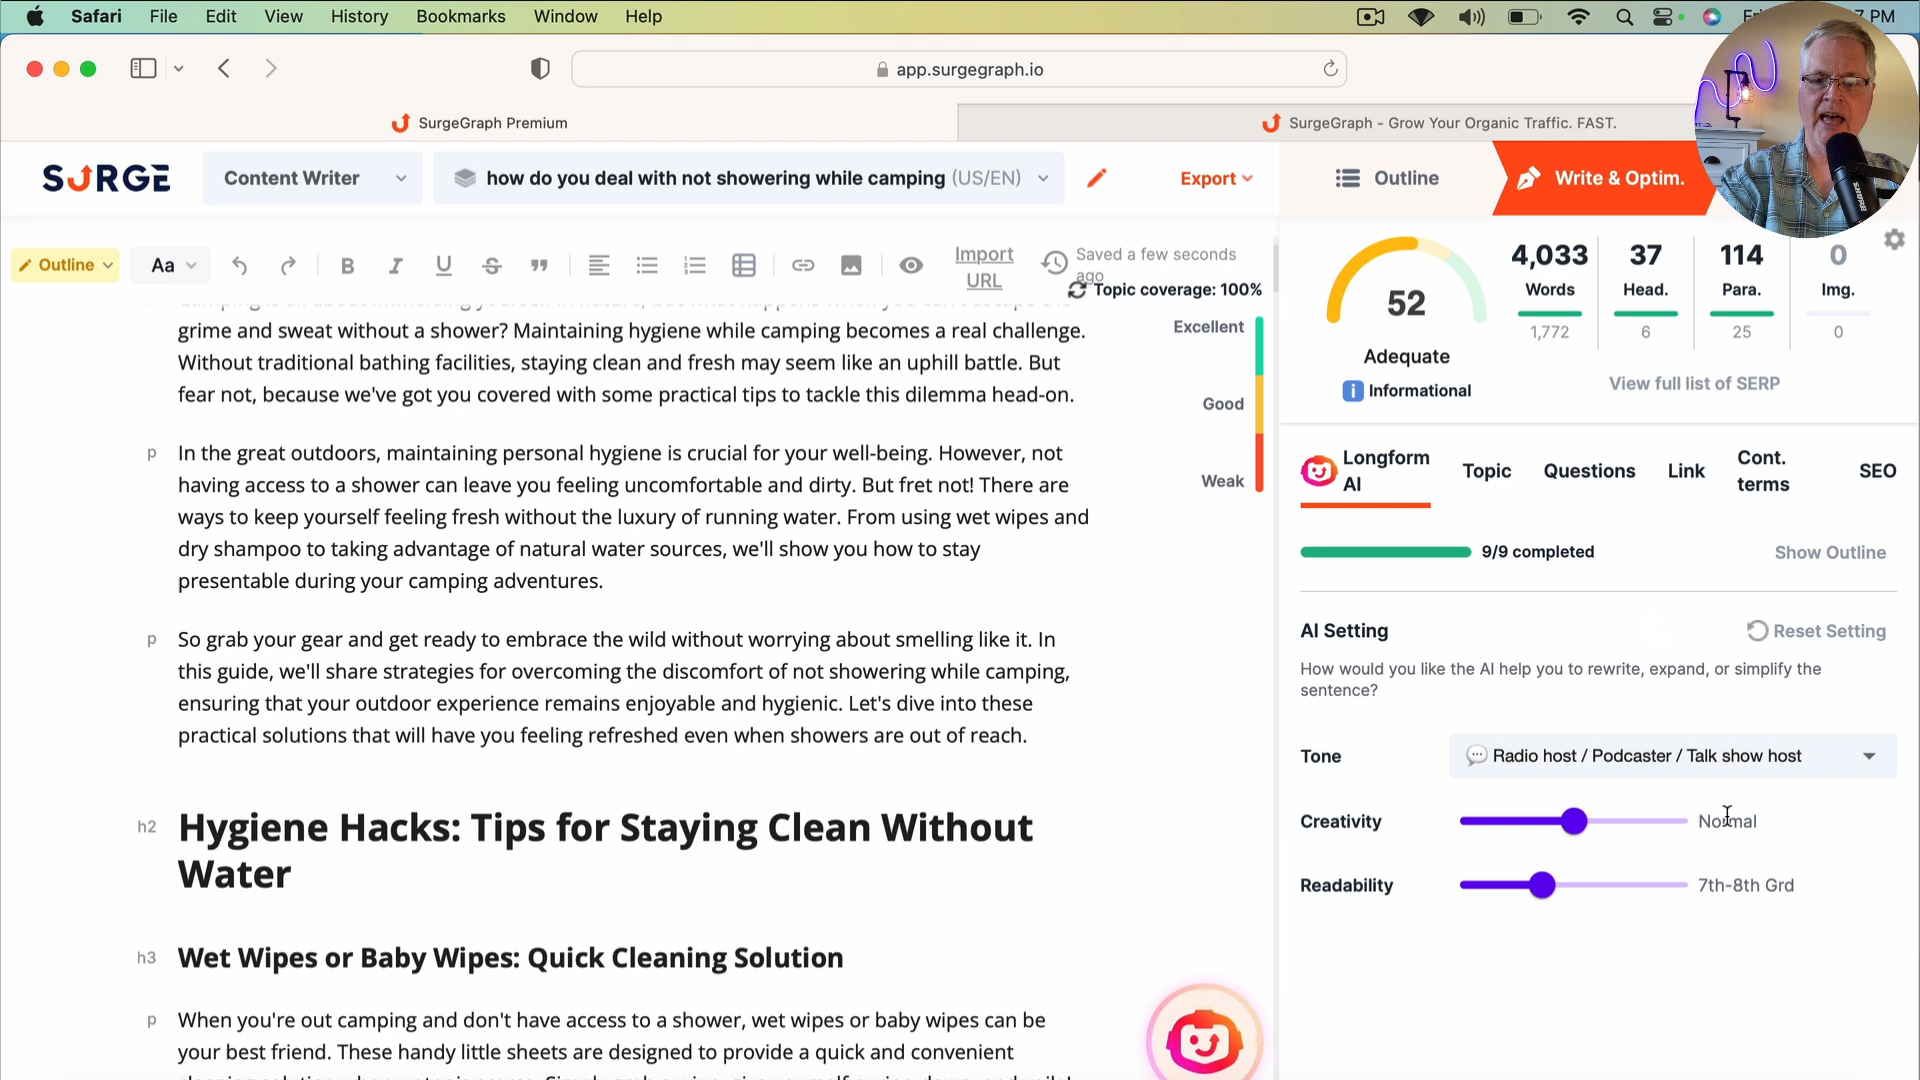 Safari File Edit View History Bookmarks Window Help
PM
app.surgegraph.io
SurgeGraph Premium
SurgeGraph - Grow Your Organic Traffic. FAST.
SURGE
Content Writer
how do you deal with not showering while camping (US/EN)
Export
Outline
Write & Optim.
Outline
Aa
Import
URL
Saved a few seconds
ago
Topic coverage: 100%
Excellent
Good
Weak
grime and sweat without a shower? Maintaining hygiene while camping becomes a real challenge.
Without traditional bathing facilities, staying clean and fresh may seem like an uphill battle. But
fear not, because we've got you covered with some practical tips to tackle this dilemma head-on.
p In the great outdoors, maintaining personal hygiene is crucial for your well-being. However, not
having access to a shower can leave you feeling uncomfortable and dirty. But fret not! There are
ways to keep yourself feeling fresh without the luxury of running water. From using wet wipes and
dry shampoo to taking advantage of natural water sources, we'll show you how to stay
presentable during your camping adventures.
p So grab your gear and get ready to embrace the wild without worrying about smelling like it. In
this guide, we'll share strategies for overcoming the discomfort of not showering while camping,
ensuring that your outdoor experience remains enjoyable and hygienic. Let's dive into these
practical solutions that will have you feeling refreshed even when showers are out of reach.
h2 Hygiene Hacks: Tips for Staying Clean Without
Water
h3 Wet Wipes or Baby Wipes: Quick Cleaning Solution
p When you're out camping and don't have access to a shower, wet wipes or baby wipes can be
your best friend. These handy little sheets are designed to provide a quick and convenient
52
Adequate
Informational
4,033 37 114 0
Words Head. Para. Img.
1,772 6 25 0
View full list of SERP
Longform
AI
Topic
Questions
Link
Cont.
terms
SEO
9/9 completed
Show Outline
AI Setting
Reset Setting
How would you like the AI help you to rewrite, expand, or simplify the
sentence?
Tone
Radio host / Podcaster / Talk show host
Creativity
Normal
Readability
7th-8th Grd